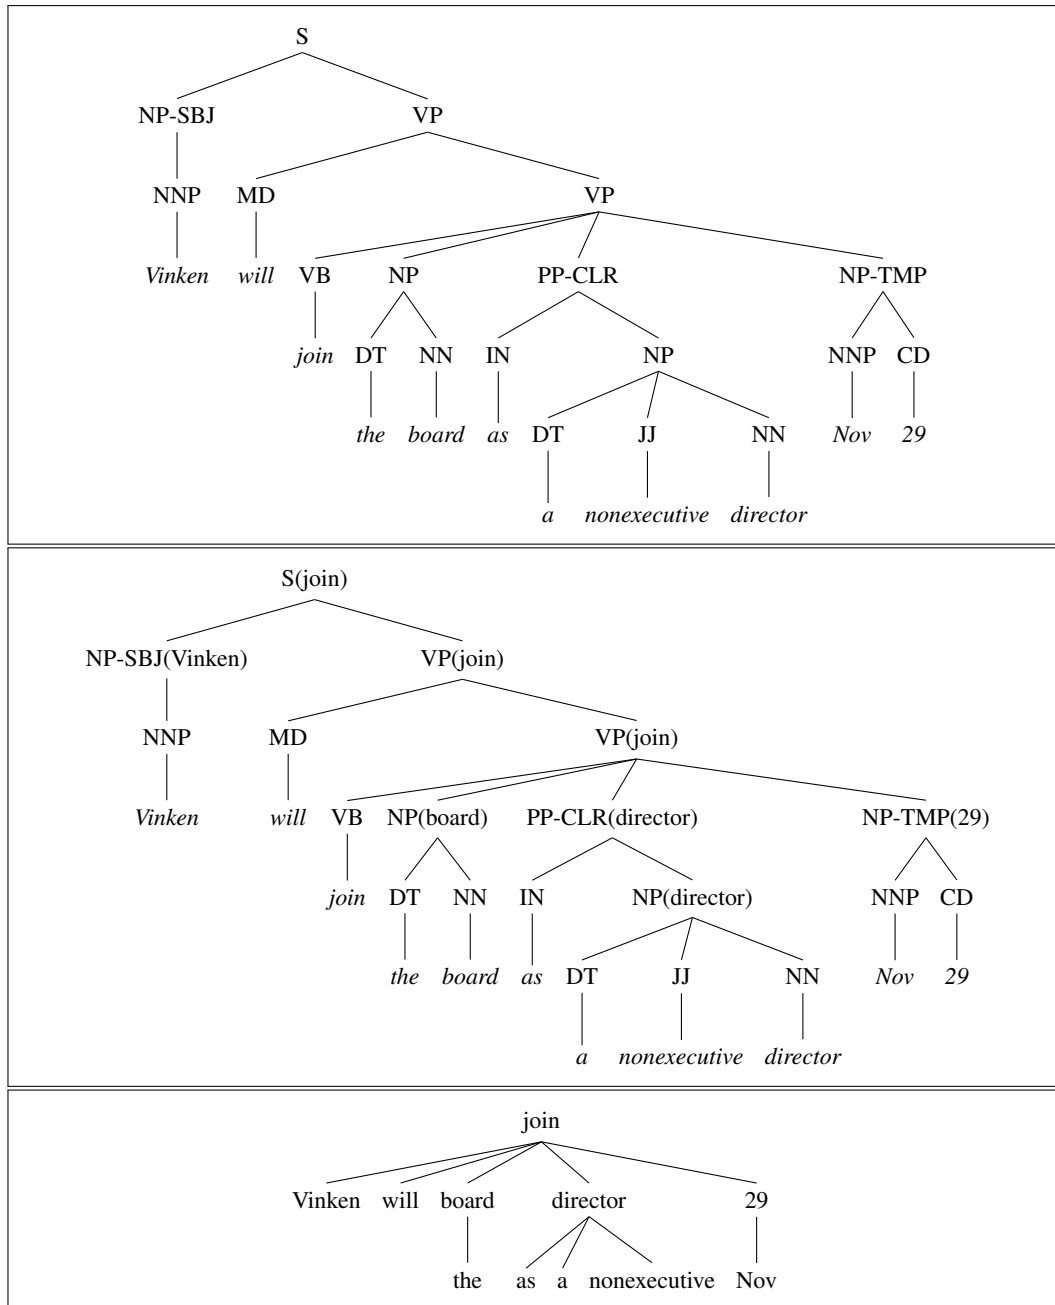 S
NP-SBJ VP
NNP MD VP
Vinken will VB NP PP-CLR NP-TMP
join DT NN IN NP NNP CD
the board as DT JJ NN Nov 29
a nonexecutive director
S(join)
NP-SBJ(Vinken) VP(join)
NNP MD VP(join)
Vinken will VB NP(board) PP-CLR(director) NP-TMP(29)
join DT NN IN NP(director) NNP CD
the board as DT JJ NN Nov 29
a nonexecutive director
join
Vinken will board director 29
the as a nonexecutive Nov